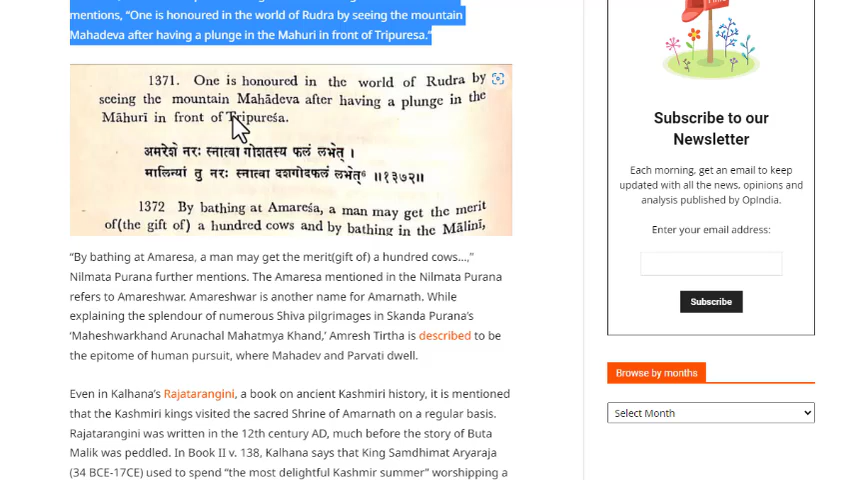 mentions, “One is honoured in the world of Rudra by seeing the mountain
Mahadeva after having a plunge in the Mahuri in front of Tripuresa.”
1371. One is honoured in the world of Rudra by
seeing the mountain Mahādeva after having a plunge in the
Māhurī in front of Tripureśa.
अमरेशे नरः स्नात्वा गोशतस्य फलं लभेत् ।
मालिन्यां तु नरः स्नात्वा दशगोदफलं लभेत्⁶ ॥१३७२॥
1372 By bathing at Amareśa, a man may get the merit
of(the gift of) a hundred cows and by bathing in the Mālinī,
“By bathing at Amaresa, a man may get the merit(gift of) a hundred cows…,”
Nilmata Purana further mentions. The Amaresa mentioned in the Nilmata Purana
refers to Amareshwar. Amareshwar is another name for Amarnath. While
explaining the splendour of numerous Shiva pilgrimages in Skanda Purana’s
‘Maheshwarkhand Arunachal Mahatmya Khand,’ Amresh Tirtha is described to be
the epitome of human pursuit, where Mahadev and Parvati dwell.
Even in Kalhana’s Rajatarangini, a book on ancient Kashmiri history, it is mentioned
that the Kashmiri kings visited the sacred Shrine of Amarnath on a regular basis.
Rajatarangini was written in the 12th century AD, much before the story of Buta
Malik was peddled. In Book II v. 138, Kalhana says that King Samdhimat Aryaraja
(34 BCE-17CE) used to spend “the most delightful Kashmir summer” worshipping a
Subscribe to our
Newsletter
Each morning, get an email to keep
updated with all the news, opinions and
analysis published by OpIndia.
Enter your email address:
Subscribe
Browse by months
Select Month